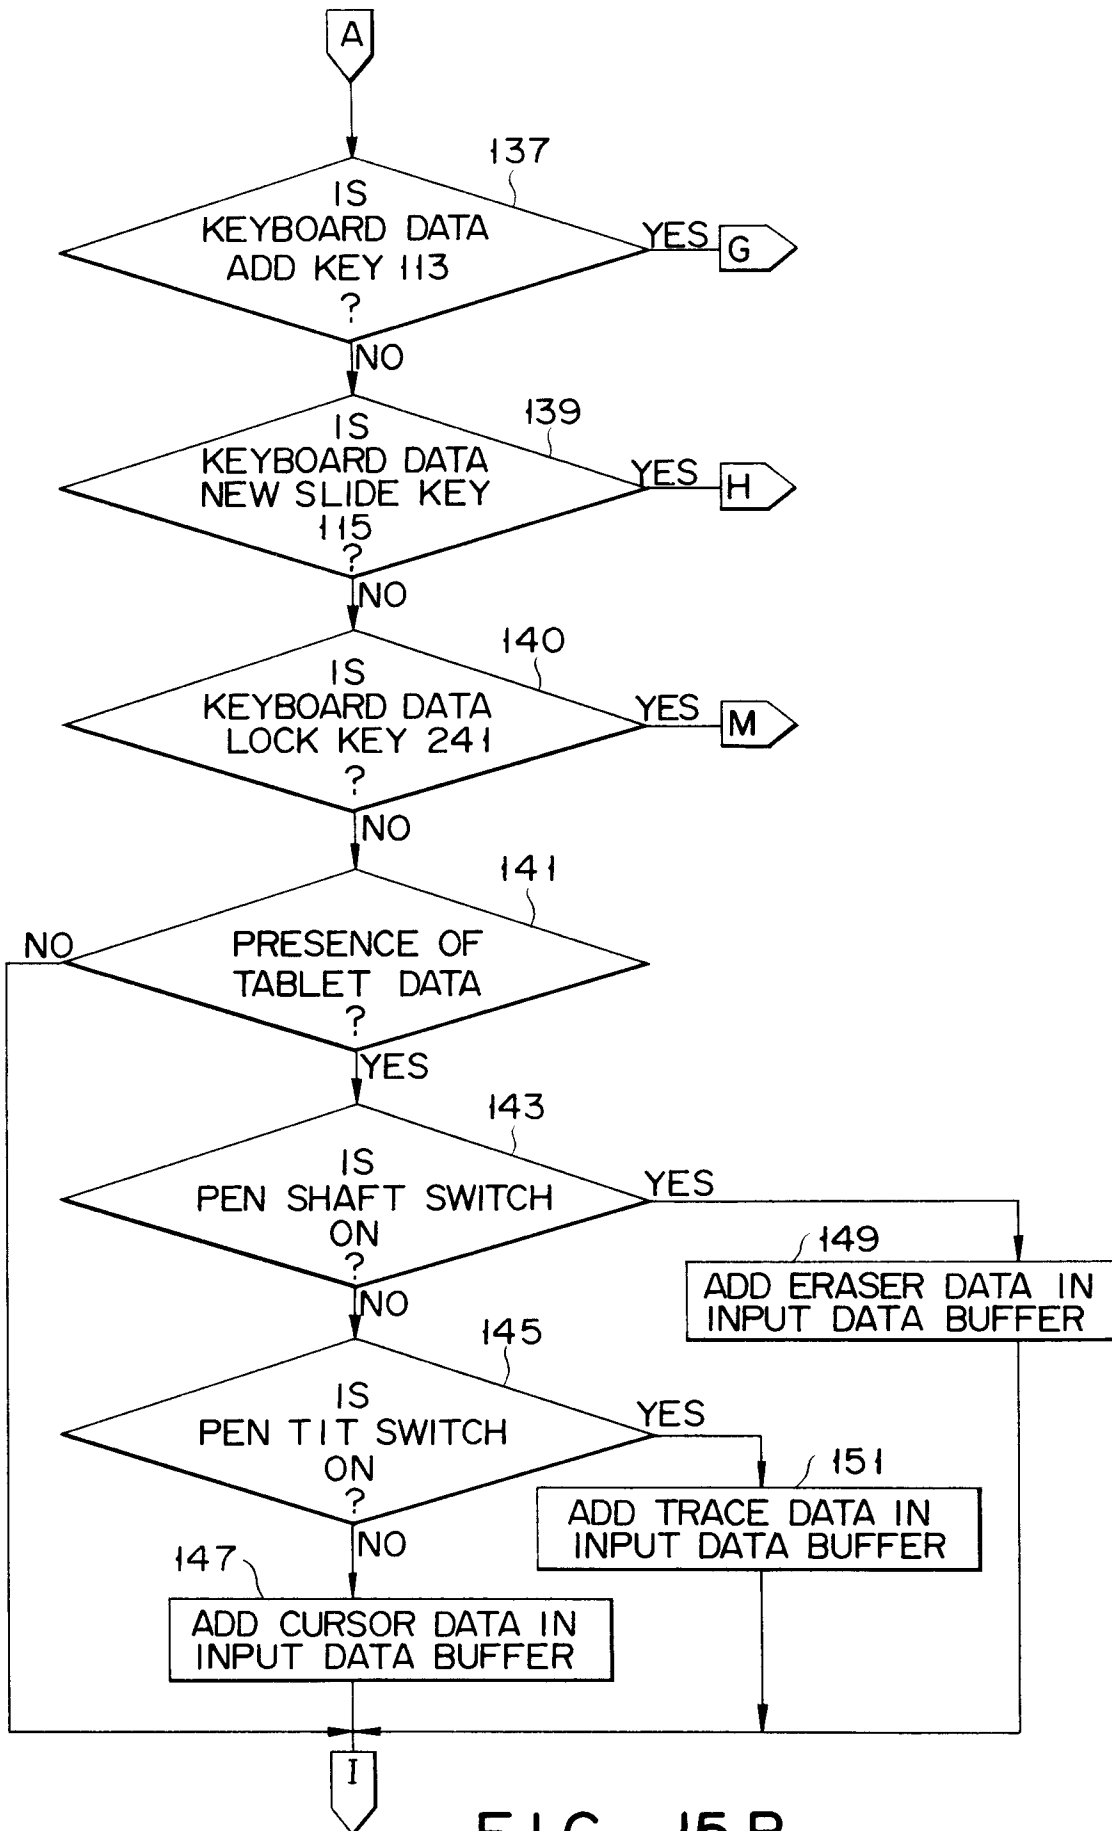 A
137
IS
KEYBOARD DATA
ADD KEY 113
?
YES
G
NO
139
IS
KEYBOARD DATA
NEW SLIDE KEY
115
?
YES
H
NO
140
IS
KEYBOARD DATA
LOCK KEY 241
?
YES
M
NO
141
NO
PRESENCE OF
TABLET DATA
?
YES
143
IS
PEN SHAFT SWITCH
ON
?
YES
149
ADD ERASER DATA IN
INPUT DATA BUFFER
NO
145
IS
PEN TIT SWITCH
ON
?
YES
151
ADD TRACE DATA IN
INPUT DATA BUFFER
NO
147
ADD CURSOR DATA IN
INPUT DATA BUFFER
I
FIG. 15B